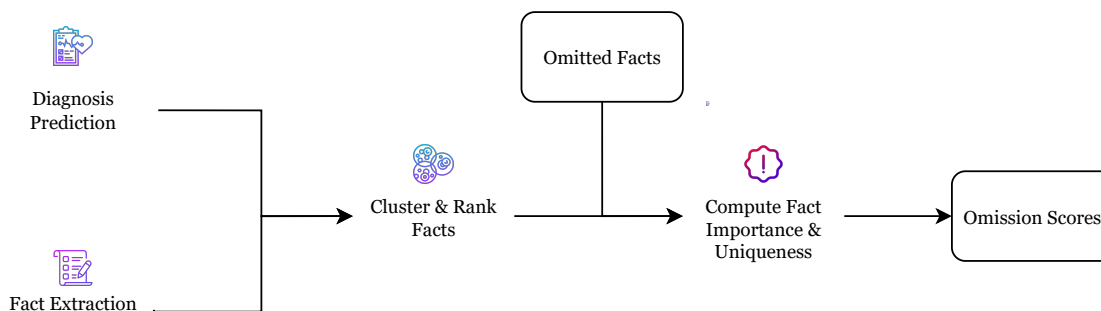 Omitted Facts
Diagnosis
Prediction
Cluster & Rank
Facts
Compute Fact
Importance &
Uniqueness
Omission Scores
Fact Extraction